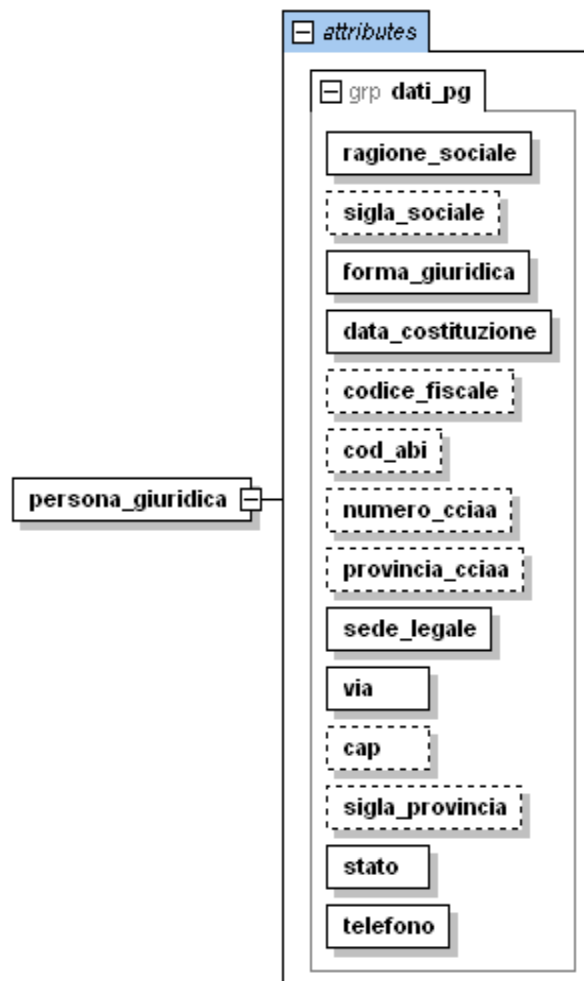 attributes
grp dati_pg
ragione_sociale
sigla_sociale
forma_giuridica
data_costituzione
codice_fiscale
cod_abi
numero_cciaa
provincia_cciaa
persona_giuridica
sede_legale
via
cap
sigla_provincia
stato
telefono